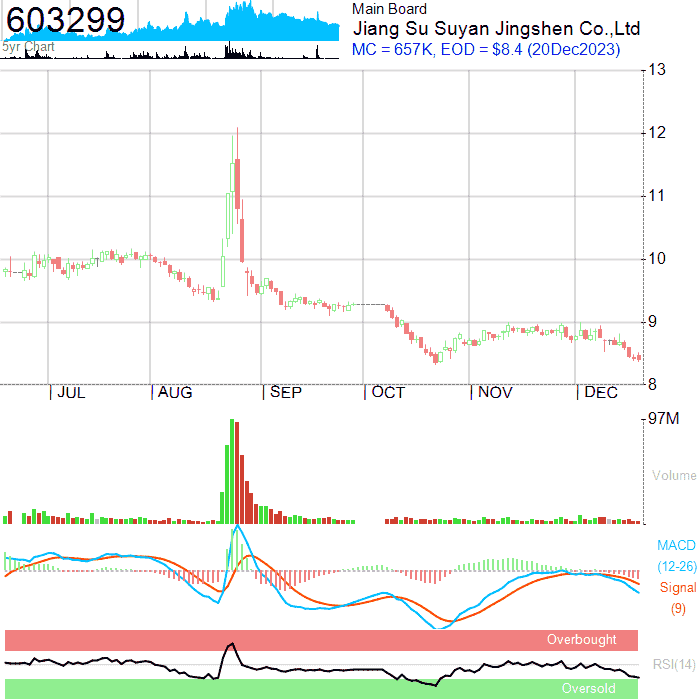 603299
5yr Chart
Main Board
Jiang Su Suyan Jingshen Co.,Ltd
MC = 657K, EOD = $8.4 (20Dec2023)
13
12
11
10
9
8
JUL AUG SEP OCT NOV DEC
97M
Volume
MACD
(12-26)
Signal
(9)
Overbought
RSI(14)
Oversold